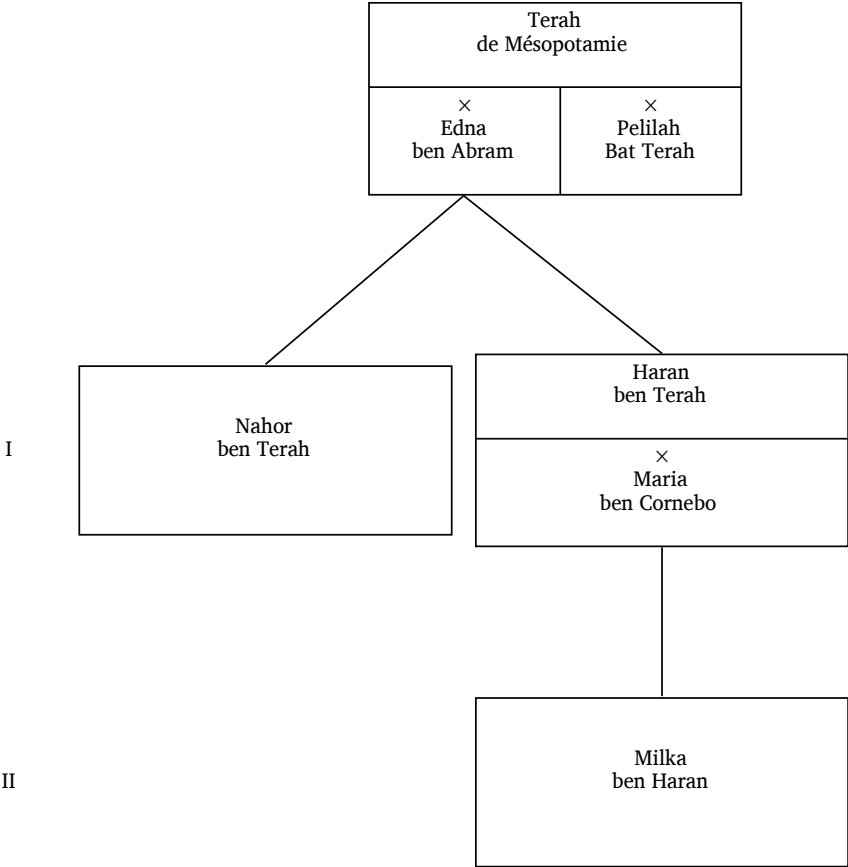 Terah
de Mésopotamie
×
Edna
ben Abram
×
Pelilah
Bat Terah
I
Nahor
ben Terah
Haran
ben Terah
×
Maria
ben Cornebo
II
Milka
ben Haran